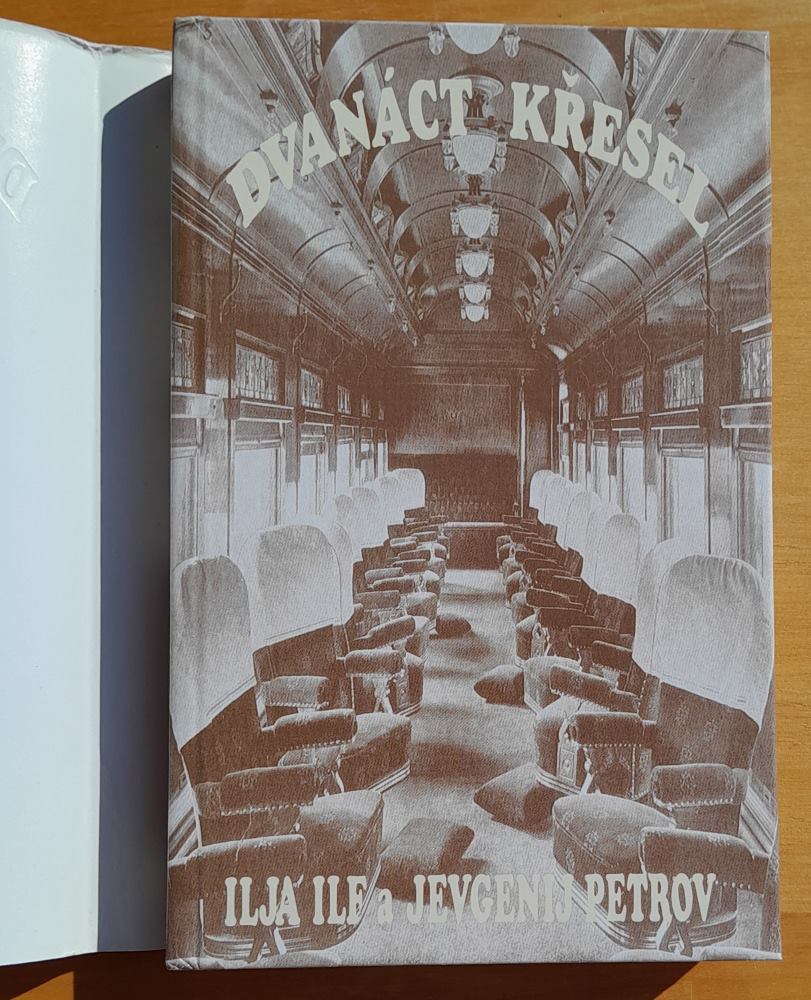 DVANÁCT KŘESEL
ILJA ILF a JEVGENIJ PETROV